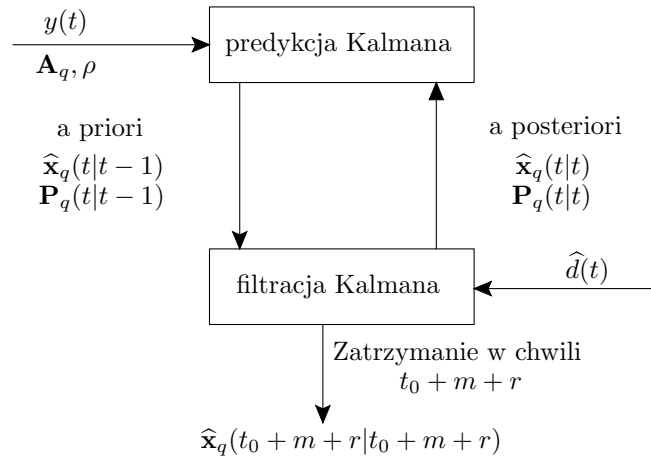 y(t)
A_q, ρ
predykcja Kalmana
a priori
x̂_q(t|t − 1)
P_q(t|t − 1)
a posteriori
x̂_q(t|t)
P_q(t|t)
filtracja Kalmana
d̂(t)
Zatrzymanie w chwili
t_0 + m + r
x̂_q(t_0 + m + r|t_0 + m + r)